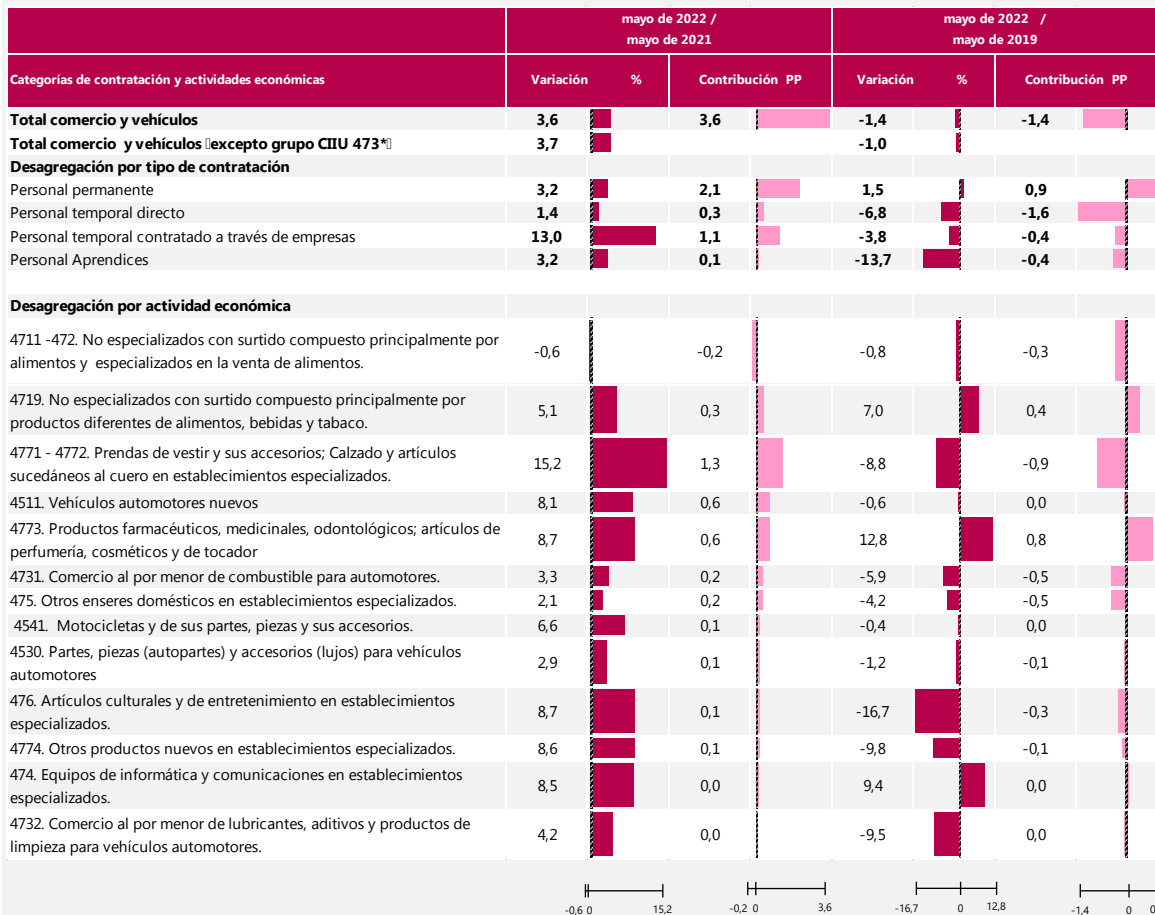 mayo de 2022 / mayo de 2022 /
mayo de 2021 mayo de 2019
Categorías de contratación y actividades económicas Variación % Contribución PP Variación % Contribución PP
Total comercio y vehículos 3,6 3,6 -1,4 -1,4
Total comercio y vehículos excepto grupo CIIU 473* 3,7 -1,0
Desagregación por tipo de contratación
Personal permanente 3,2 2,1 1,5 0,9
Personal temporal directo 1,4 0,3 -6,8 -1,6
Personal temporal contratado a través de empresas 13,0 1,1 -3,8 -0,4
Personal Aprendices 3,2 0,1 -13,7 -0,4
Desagregación por actividad económica
4711 -472. No especializados con surtido compuesto principalmente por
alimentos y especializados en la venta de alimentos. -0,6 -0,2 -0,8 -0,3
4719. No especializados con surtido compuesto principalmente por
productos diferentes de alimentos, bebidas y tabaco. 5,1 0,3 7,0 0,4
4771 - 4772. Prendas de vestir y sus accesorios; Calzado y artículos
sucedáneos al cuero en establecimientos especializados. 15,2 1,3 -8,8 -0,9
4511. Vehículos automotores nuevos 8,1 0,6 -0,6 0,0
4773. Productos farmacéuticos, medicinales, odontológicos; artículos de
perfumería, cosméticos y de tocador 8,7 0,6 12,8 0,8
4731. Comercio al por menor de combustible para automotores. 3,3 0,2 -5,9 -0,5
475. Otros enseres domésticos en establecimientos especializados. 2,1 0,2 -4,2 -0,5
4541. Motocicletas y de sus partes, piezas y sus accesorios. 6,6 0,1 -0,4 0,0
4530. Partes, piezas (autopartes) y accesorios (lujos) para vehículos
automotores 2,9 0,1 -1,2 -0,1
476. Artículos culturales y de entretenimiento en establecimientos
especializados. 8,7 0,1 -16,7 -0,3
4774. Otros productos nuevos en establecimientos especializados. 8,6 0,1 -9,8 -0,1
474. Equipos de informática y comunicaciones en establecimientos
especializados. 8,5 0,0 9,4 0,0
4732. Comercio al por menor de lubricantes, aditivos y productos de
limpieza para vehículos automotores. 4,2 0,0 -9,5 0,0
-0,6 0 15,2 -0,2 0 3,6 -16,7 0 12,8 -1,4 0